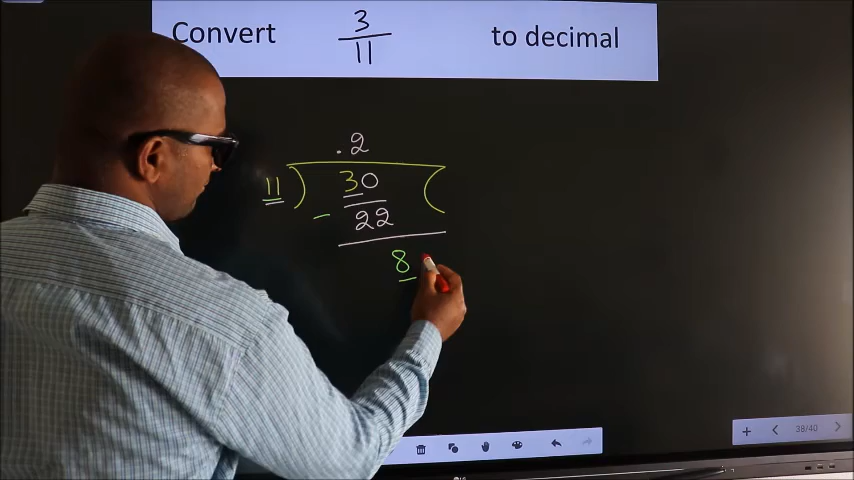 Convert 3/11 to decimal
.2
11 ) 30 (
- 22
8
38/40